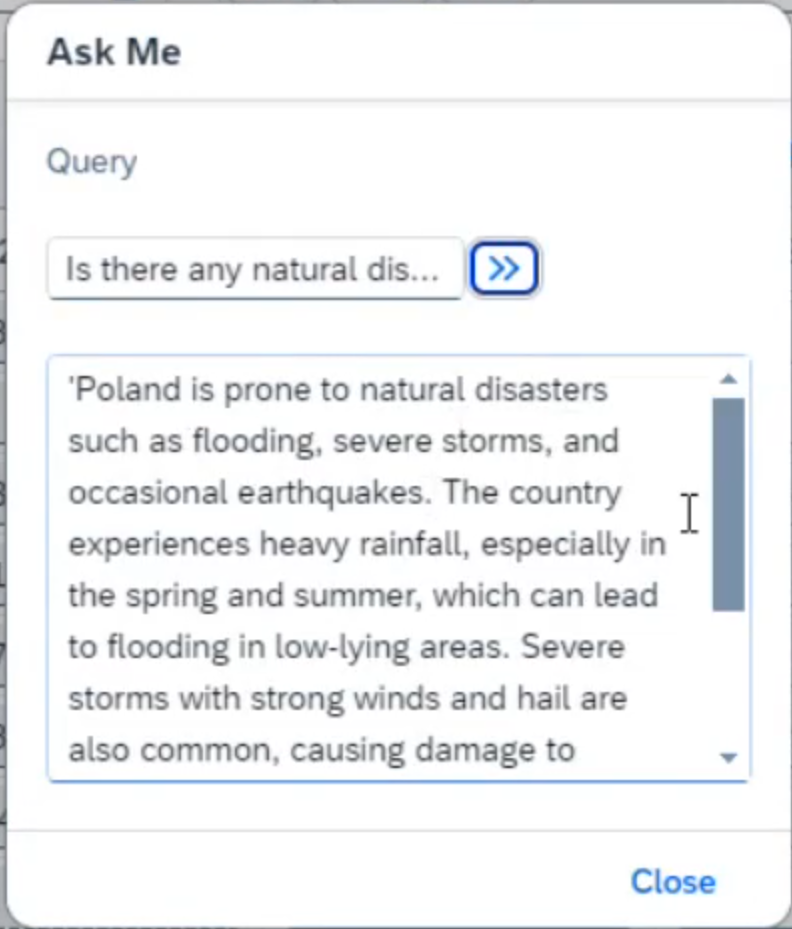 Ask Me
Query
Is there any natural dis...
'Poland is prone to natural disasters
such as flooding, severe storms, and
occasional earthquakes. The country
experiences heavy rainfall, especially in
the spring and summer, which can lead
to flooding in low-lying areas. Severe
storms with strong winds and hail are
also common, causing damage to
Close